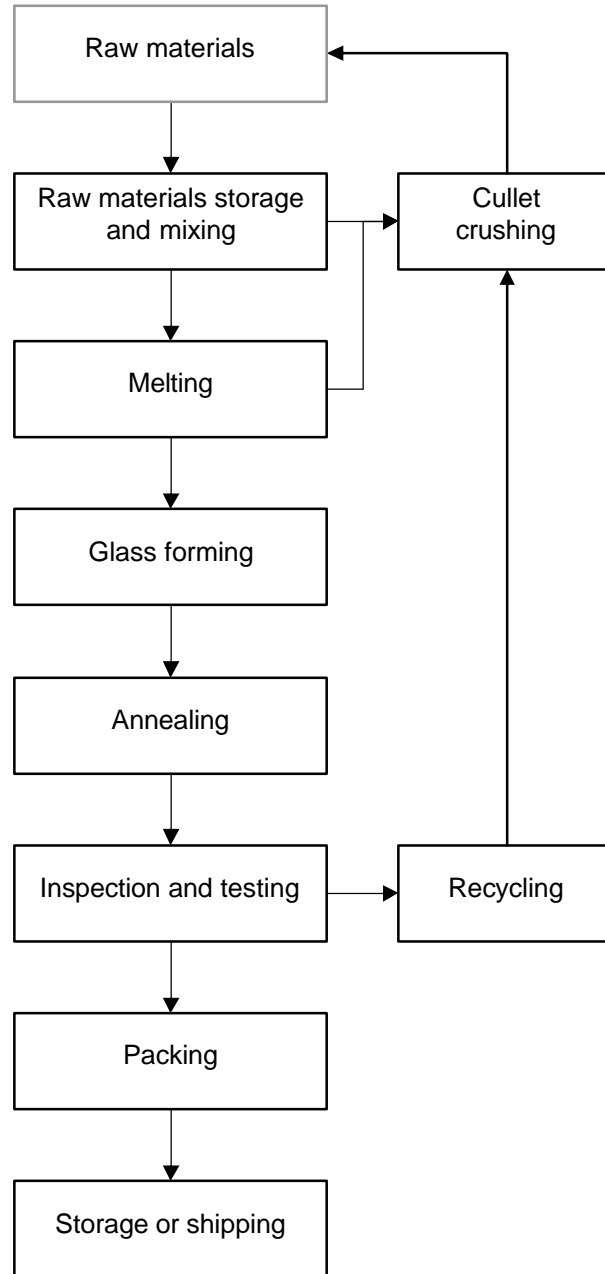 Raw materials
Raw materials storage
and mixing
Cullet
crushing
Melting
Glass forming
Annealing
Inspection and testing
Recycling
Packing
Storage or shipping